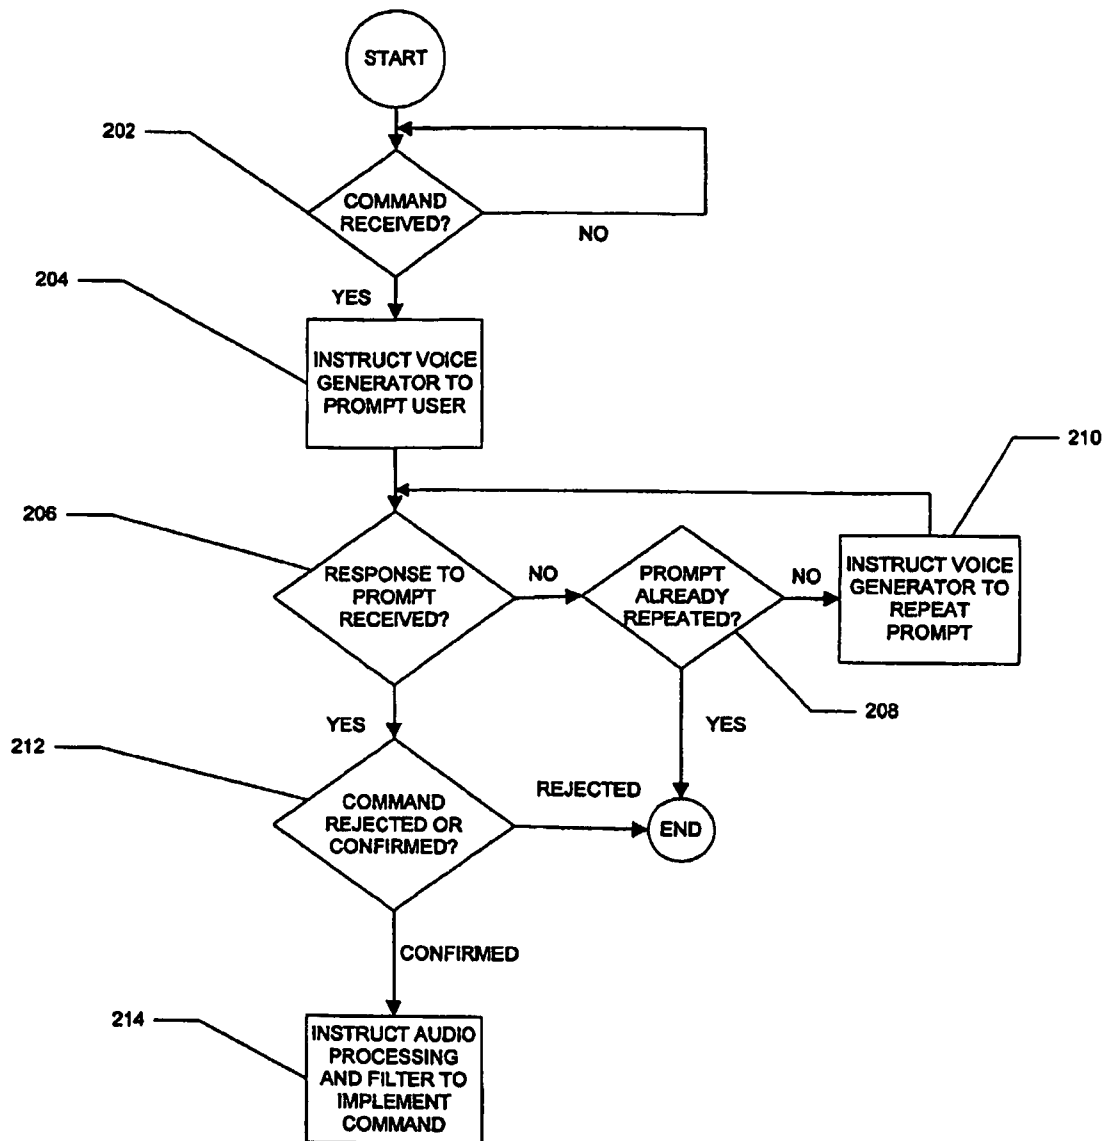 START
202
COMMAND
RECEIVED?
NO
204
YES
INSTRUCT VOICE
GENERATOR TO
PROMPT USER
210
206
RESPONSE TO
PROMPT
RECEIVED?
NO
PROMPT
ALREADY
REPEATED?
NO
INSTRUCT VOICE
GENERATOR TO
REPEAT
PROMPT
208
YES
YES
212
COMMAND
REJECTED OR
CONFIRMED?
REJECTED
END
CONFIRMED
214
INSTRUCT AUDIO
PROCESSING
AND FILTER TO
IMPLEMENT
COMMAND